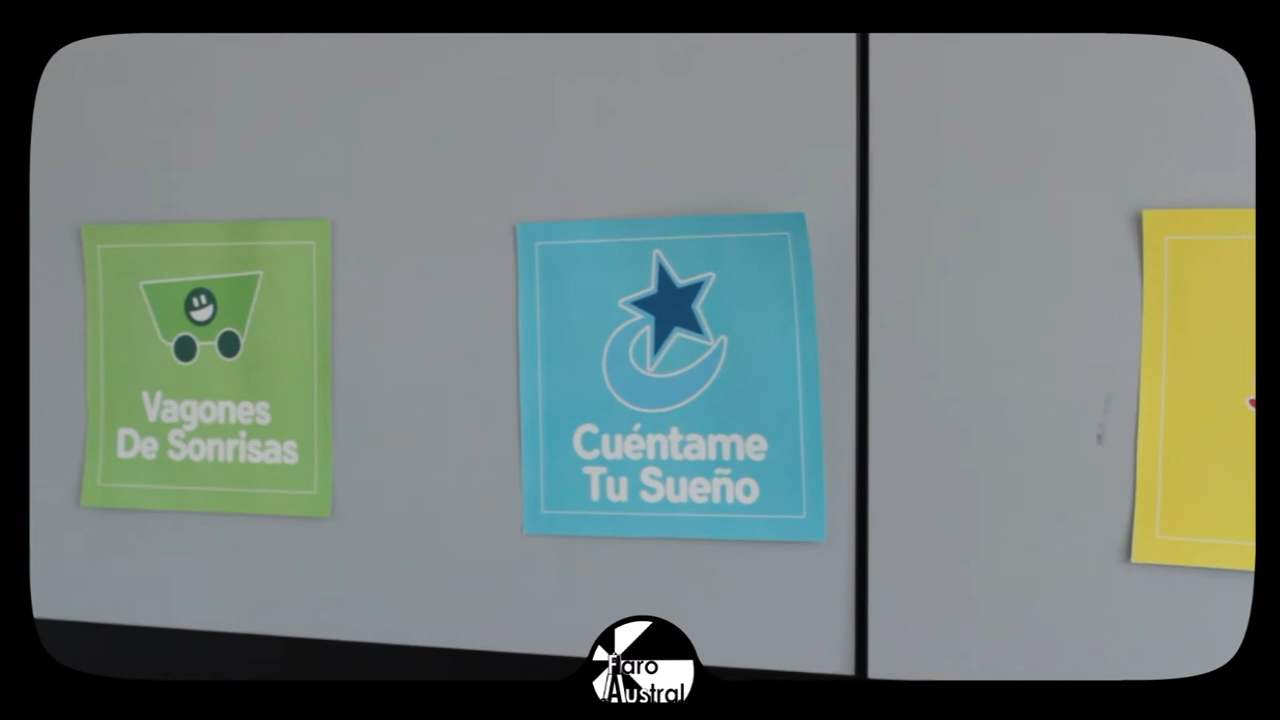 Vagones
De Sonrisas
Cuéntame
Tu Sueño
Faro
Austral